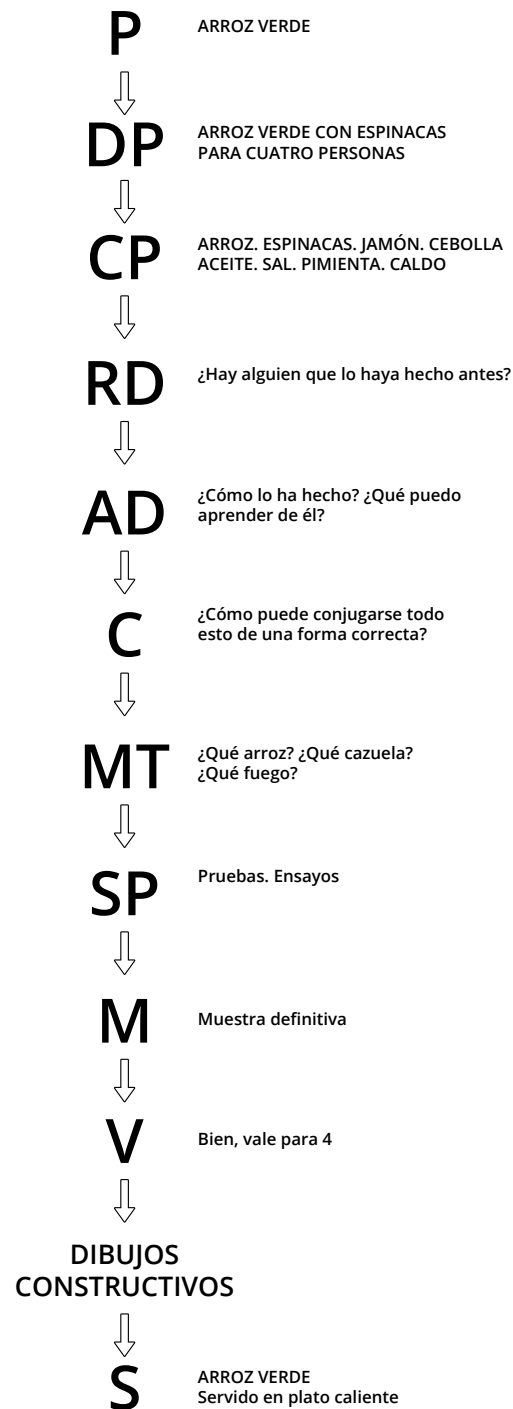 P
ARROZ VERDE
DP
ARROZ VERDE CON ESPINACAS
PARA CUATRO PERSONAS
CP
ARROZ. ESPINACAS. JAMÓN. CEBOLLA
ACEITE. SAL. PIMIENTA. CALDO
RD
¿Hay alguien que lo haya hecho antes?
AD
¿Cómo lo ha hecho? ¿Qué puedo
aprender de él?
C
¿Cómo puede conjugarse todo
esto de una forma correcta?
MT
¿Qué arroz? ¿Qué cazuela?
¿Qué fuego?
SP
Pruebas. Ensayos
M
Muestra definitiva
V
Bien, vale para 4
DIBUJOS
CONSTRUCTIVOS
S
ARROZ VERDE
Servido en plato caliente